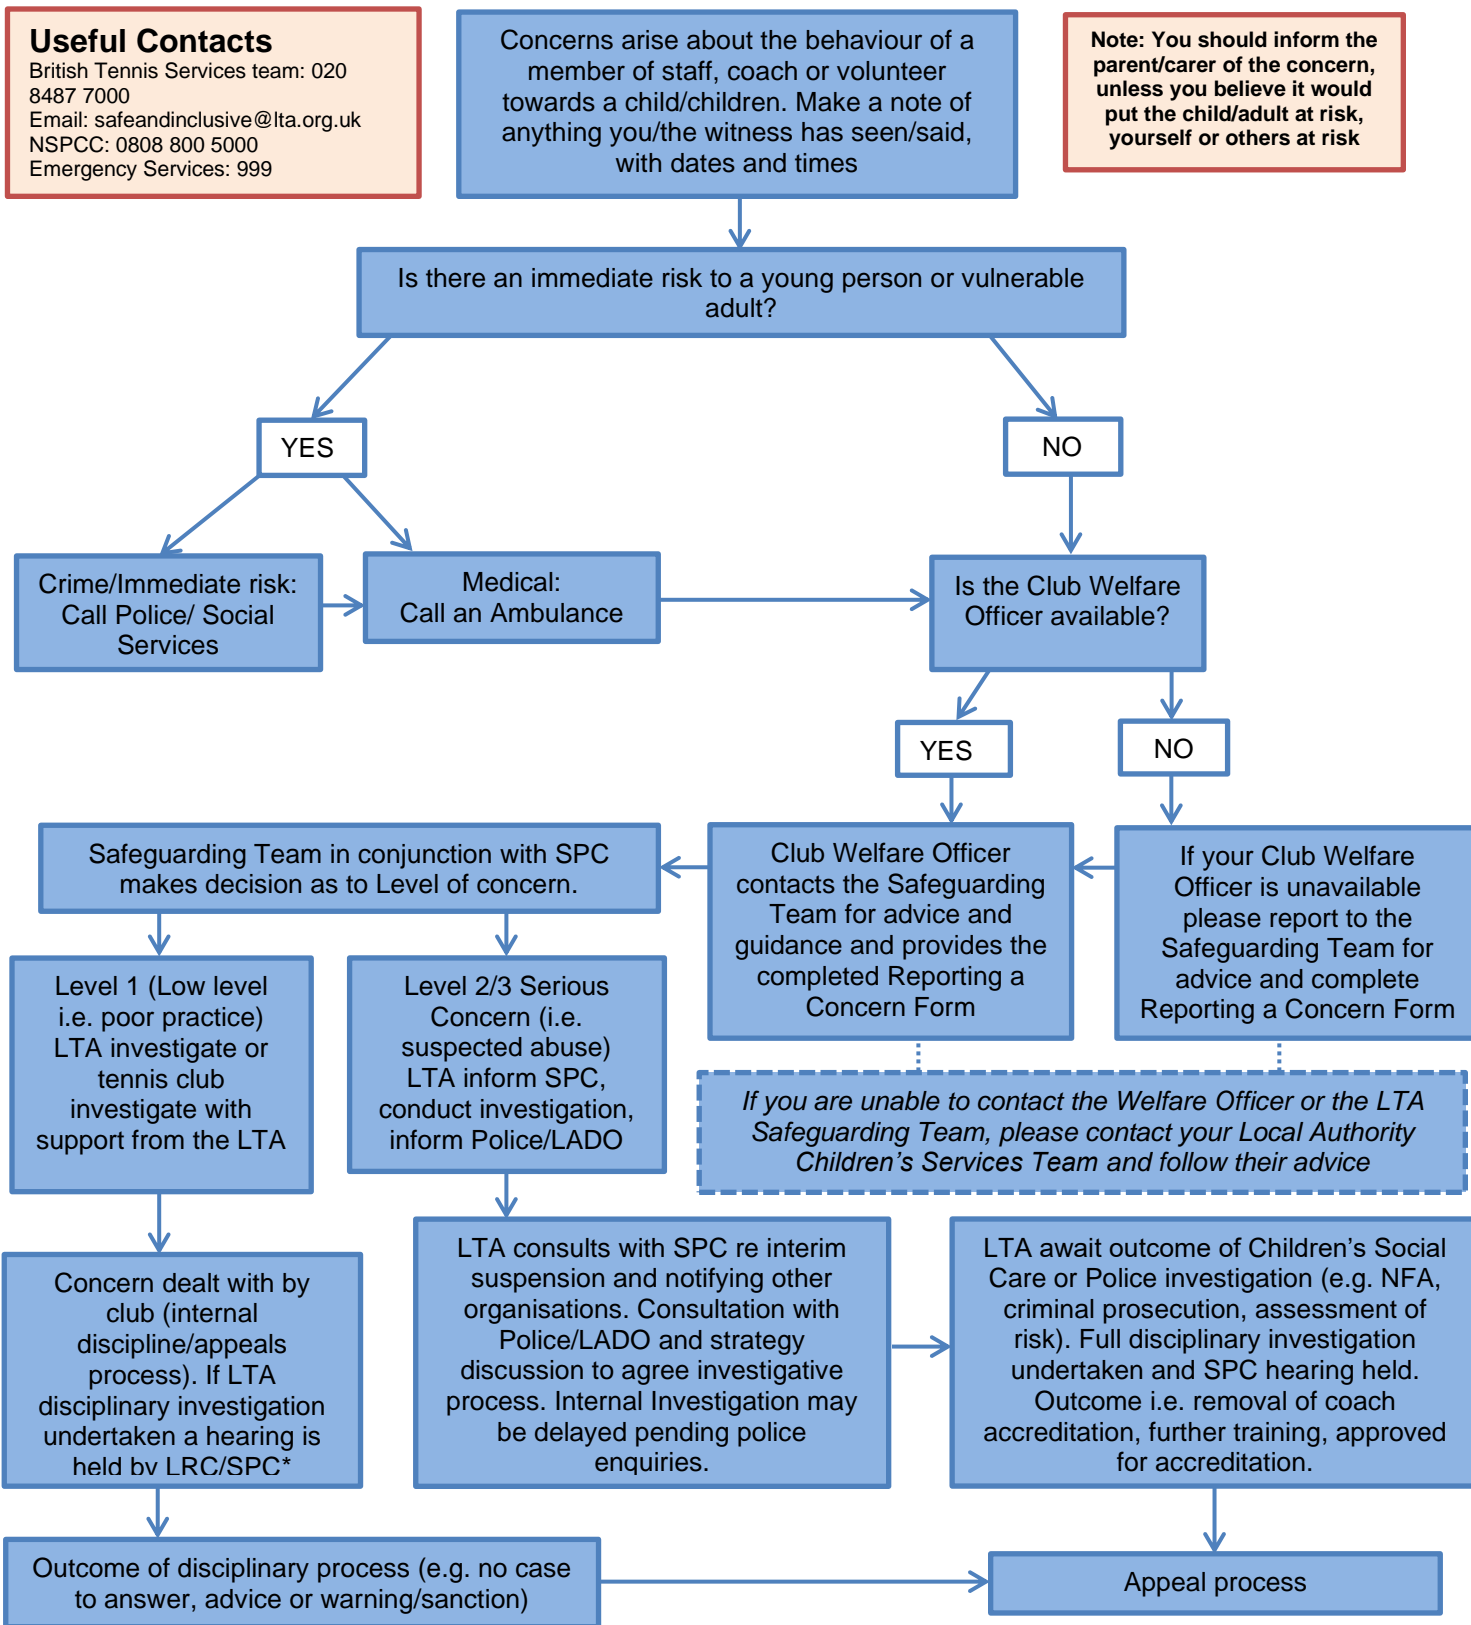 Useful Contacts
British Tennis Services team: 020
8487 7000
Email: safeandinclusive@lta.org.uk
NSPCC: 0808 800 5000
Emergency Services: 999
Concerns arise about the behaviour of a
member of staff, coach or volunteer
towards a child/children. Make a note of
anything you/the witness has seen/said,
with dates and times
Note: You should inform the
parent/carer of the concern,
unless you believe it would
put the child/adult at risk,
yourself or others at risk
Is there an immediate risk to a young person or vulnerable
adult?
YES
NO
Crime/Immediate risk:
Call Police/ Social
Services
Medical:
Call an Ambulance
Is the Club Welfare
Officer available?
YES
NO
Safeguarding Team in conjunction with SPC
makes decision as to Level of concern.
Club Welfare Officer
contacts the Safeguarding
Team for advice and
guidance and provides the
completed Reporting a
Concern Form
If your Club Welfare
Officer is unavailable
please report to the
Safeguarding Team for
advice and complete
Reporting a Concern Form
Level 1 (Low level
i.e. poor practice)
LTA investigate or
tennis club
investigate with
support from the LTA
Level 2/3 Serious
Concern (i.e.
suspected abuse)
LTA inform SPC,
conduct investigation,
inform Police/LADO
If you are unable to contact the Welfare Officer or the LTA
Safeguarding Team, please contact your Local Authority
Children’s Services Team and follow their advice
Concern dealt with by
club (internal
discipline/appeals
process). If LTA
disciplinary investigation
undertaken a hearing is
held by LRC/SPC*
LTA consults with SPC re interim
suspension and notifying other
organisations. Consultation with
Police/LADO and strategy
discussion to agree investigative
process. Internal Investigation may
be delayed pending police
enquiries.
LTA await outcome of Children’s Social
Care or Police investigation (e.g. NFA,
criminal prosecution, assessment of
risk). Full disciplinary investigation
undertaken and SPC hearing held.
Outcome i.e. removal of coach
accreditation, further training, approved
for accreditation.
Outcome of disciplinary process (e.g. no case
to answer, advice or warning/sanction)
Appeal process